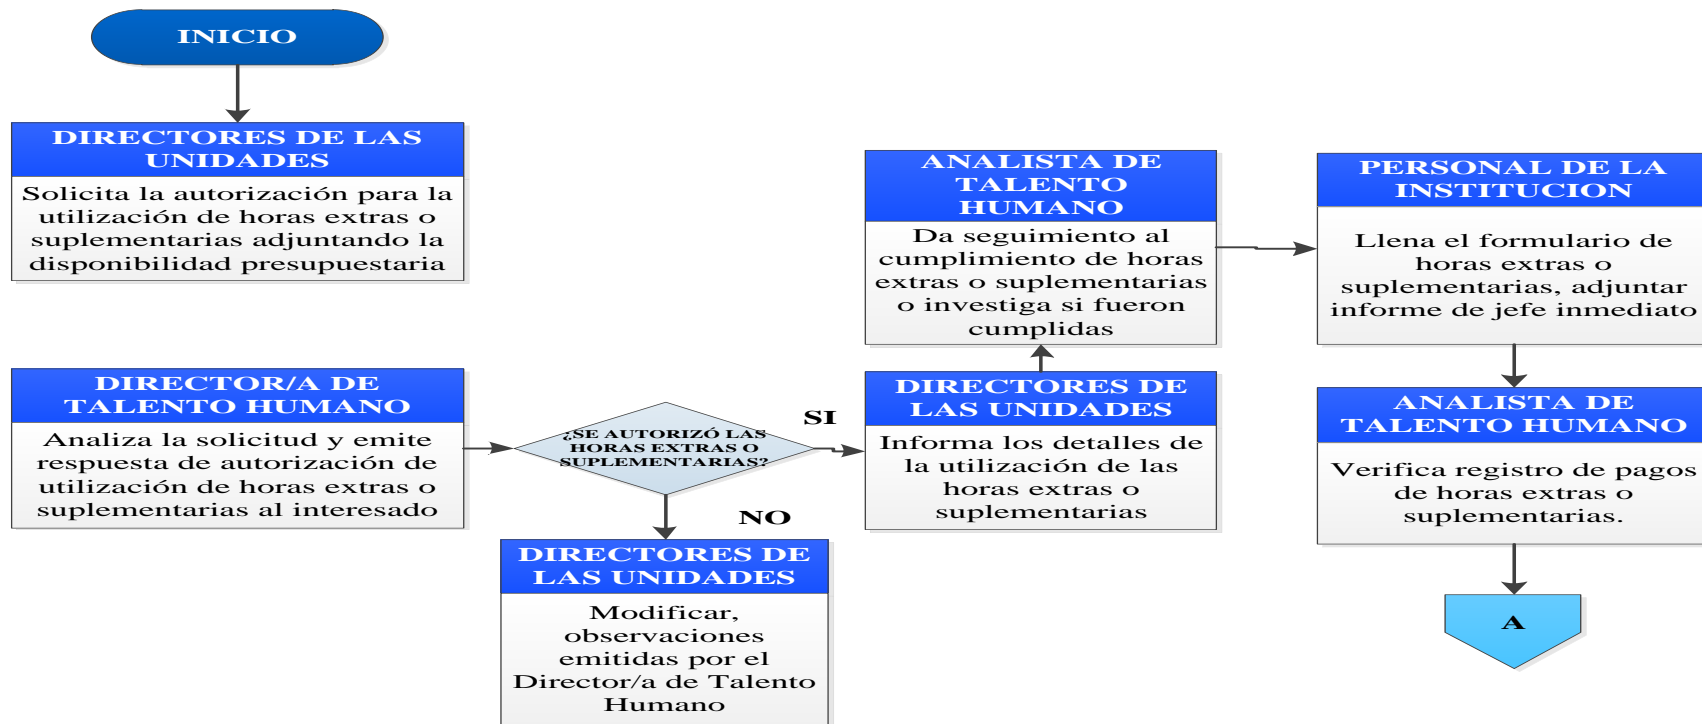 INICIO
DIRECTORES DE LAS
UNIDADES
Solicita la autorización para la
utilización de horas extras o
suplementarias adjuntando la
disponibilidad presupuestaria
DIRECTOR/A DE
TALENTO HUMANO
Analiza la solicitud y emite
respuesta de autorización de
utilización de horas extras o
suplementarias al interesado
¿SE AUTORIZÓ LAS
HORAS EXTRAS O
SUPLEMENTARIAS?
SI
NO
DIRECTORES DE
LAS UNIDADES
Modificar,
observaciones
emitidas por el
Director/a de Talento
Humano
DIRECTORES DE
LAS UNIDADES
Informa los detalles de
la utilización de las
horas extras o
suplementarias
ANALISTA DE
TALENTO
HUMANO
Da seguimiento al
cumplimiento de horas
extras o suplementarias
o investiga si fueron
cumplidas
PERSONAL DE LA
INSTITUCION
Llena el formulario de
horas extras o
suplementarias, adjuntar
informe de jefe inmediato
ANALISTA DE
TALENTO HUMANO
Verifica registro de pagos
de horas extras o
suplementarias.
A